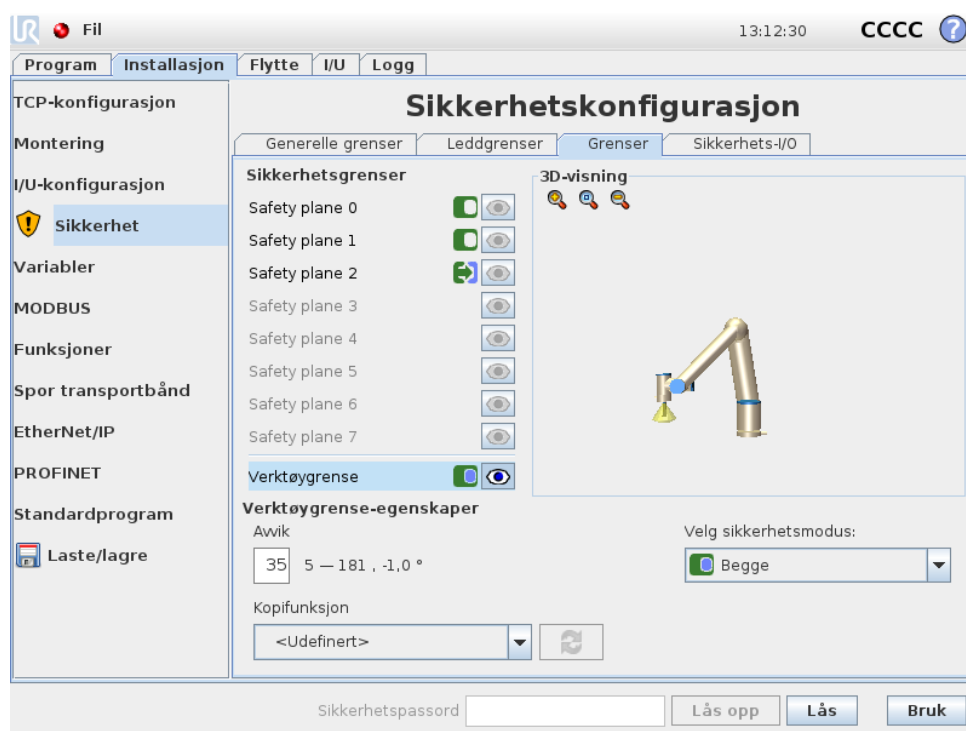 UR Fil 13:12:30 CCCC ?
Program Installasjon Flytte I/U Logg
TCP-konfigurasjon
Montering
I/U-konfigurasjon
Sikkerhet
Variabler
MODBUS
Funksjoner
Spor transportbånd
EtherNet/IP
PROFINET
Standardprogram
Laste/lagre
Sikkerhetskonfigurasjon
Generelle grenser Leddgrenser Grenser Sikkerhets-I/O
Sikkerhetsgrenser
Safety plane 0
Safety plane 1
Safety plane 2
Safety plane 3
Safety plane 4
Safety plane 5
Safety plane 6
Safety plane 7
Verktøygrense
3D-visning
Verktøygrense-egenskaper
Avvik
35 5 — 181 , -1,0 °
Kopifunksjon
<Udefinert>
Velg sikkerhetsmodus:
Begge
Sikkerhetspassord Lås opp Lås Bruk